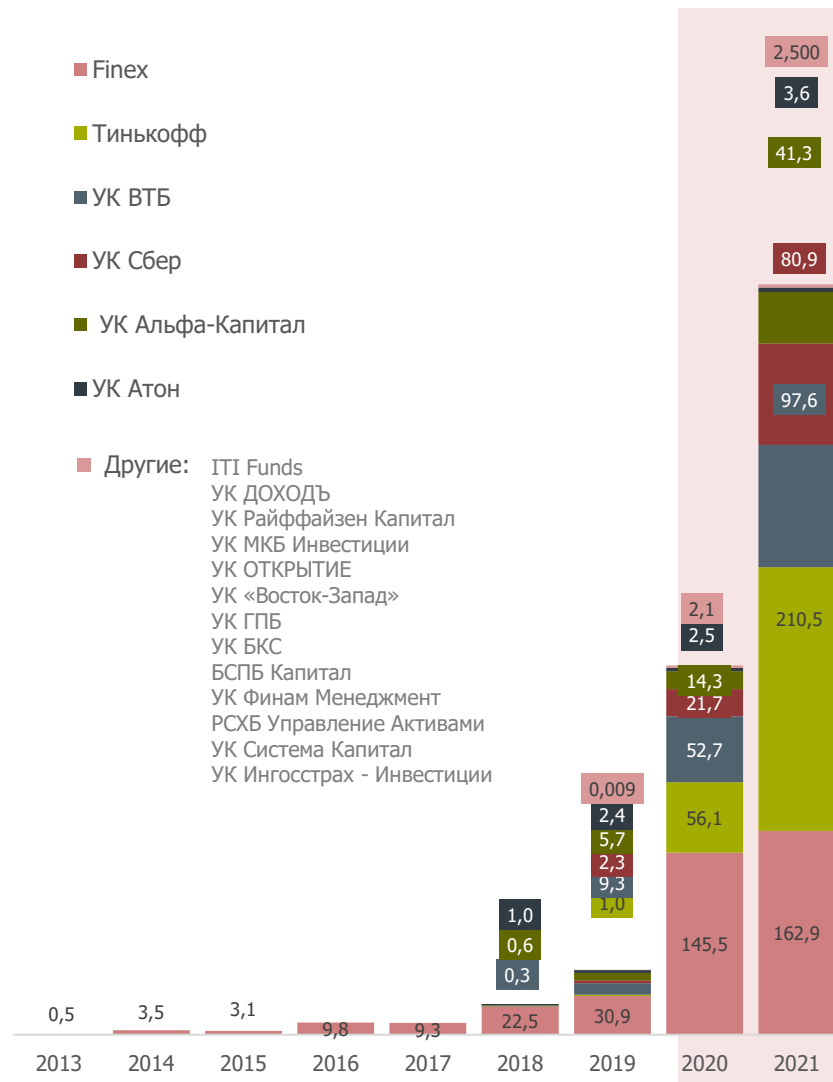 Finex
Тинькофф
УК ВТБ
УК Сбер
УК Альфа-Капитал
УК Атон
Другие:
ITI Funds
УК ДОХОДЪ
УК Райффайзен Капитал
УК МКБ Инвестиции
УК ОТКРЫТИЕ
УК «Восток-Запад»
УК ГПБ
УК БКС
БСПБ Капитал
УК Финам Менеджмент
РСХБ Управление Активами
УК Система Капитал
УК Ингосстрах - Инвестиции
0,5
3,5
3,1
9,8
9,3
1,0
0,6
0,3
22,5
0,009
2,4
5,7
2,3
9,3
1,0
30,9
2,1
2,5
14,3
21,7
52,7
56,1
145,5
2,500
3,6
41,3
80,9
97,6
210,5
162,9
2013 2014 2015 2016 2017 2018 2019 2020 2021